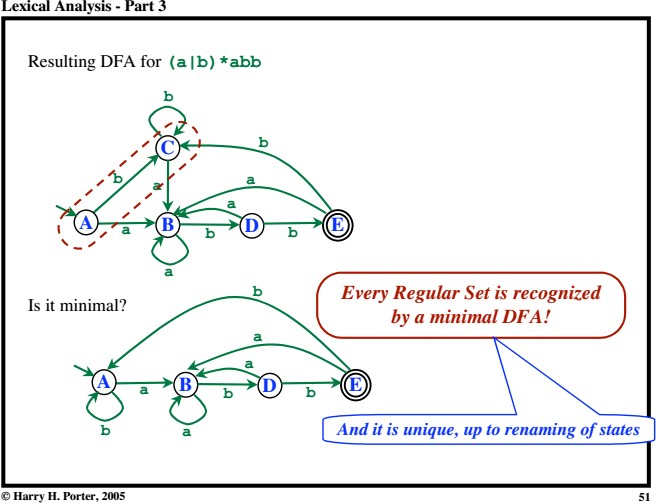 Lexical Analysis - Part 3
Resulting DFA for (a|b)*abb
b
C
b
b
a
a
a
A
a
B
b
D
b
E
a
Is it minimal?
b
Every Regular Set is recognized
by a minimal DFA!
a
a
A
a
B
b
D
b
E
b
a
And it is unique, up to renaming of states
© Harry H. Porter, 2005
51